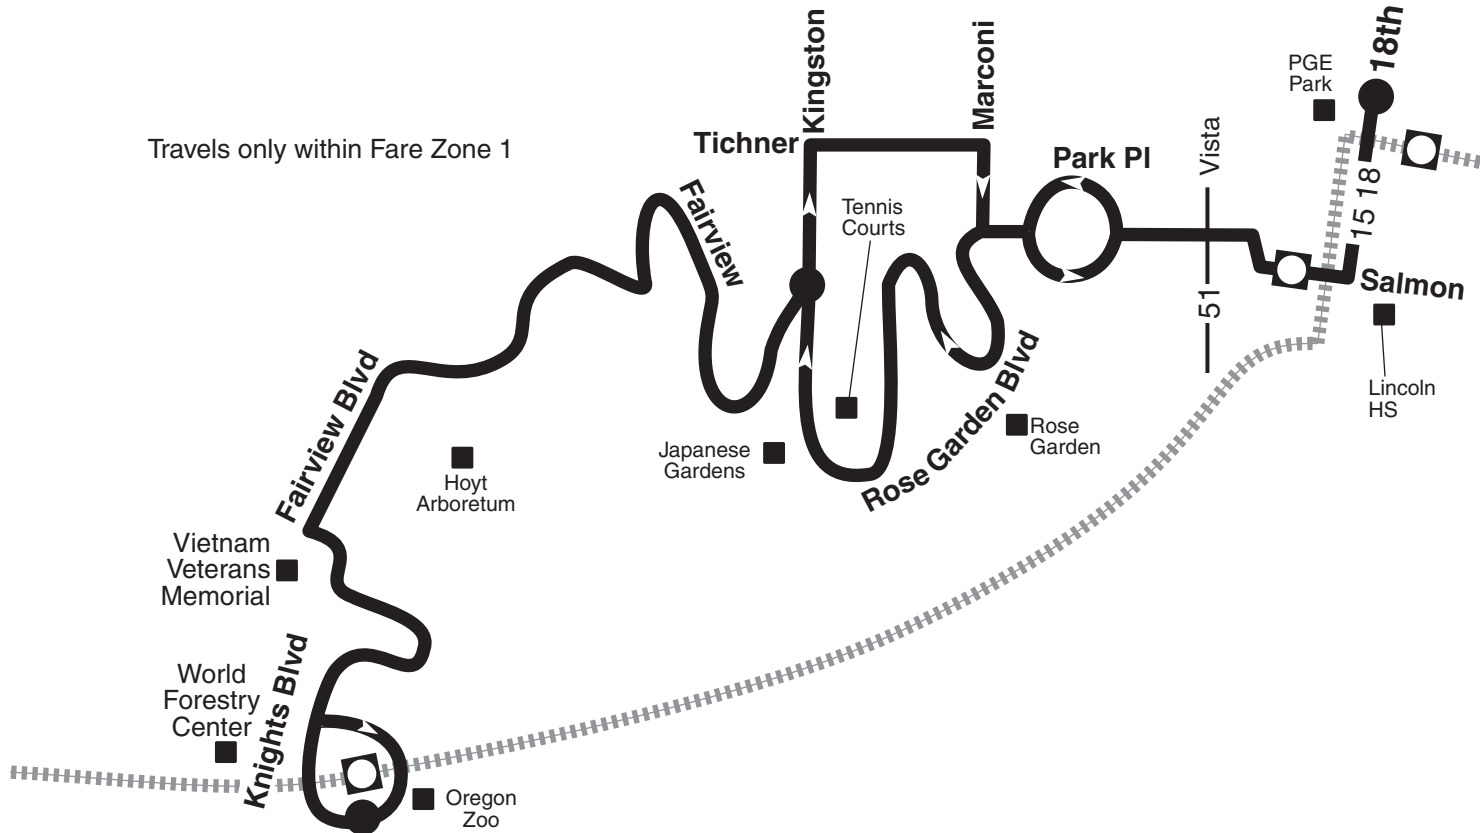 Kingston
Marconi
18th
PGE
Park
Travels only within Fare Zone 1
Tichner
Park Pl
Vista
15 18
Fairview
Tennis
Courts
51
Salmon
Fairview Blvd
Rose Garden Blvd
Lincoln
HS
Rose
Garden
Japanese
Gardens
Hoyt
Arboretum
Vietnam
Veterans
Memorial
World
Forestry
Center
Knights Blvd
Oregon
Zoo